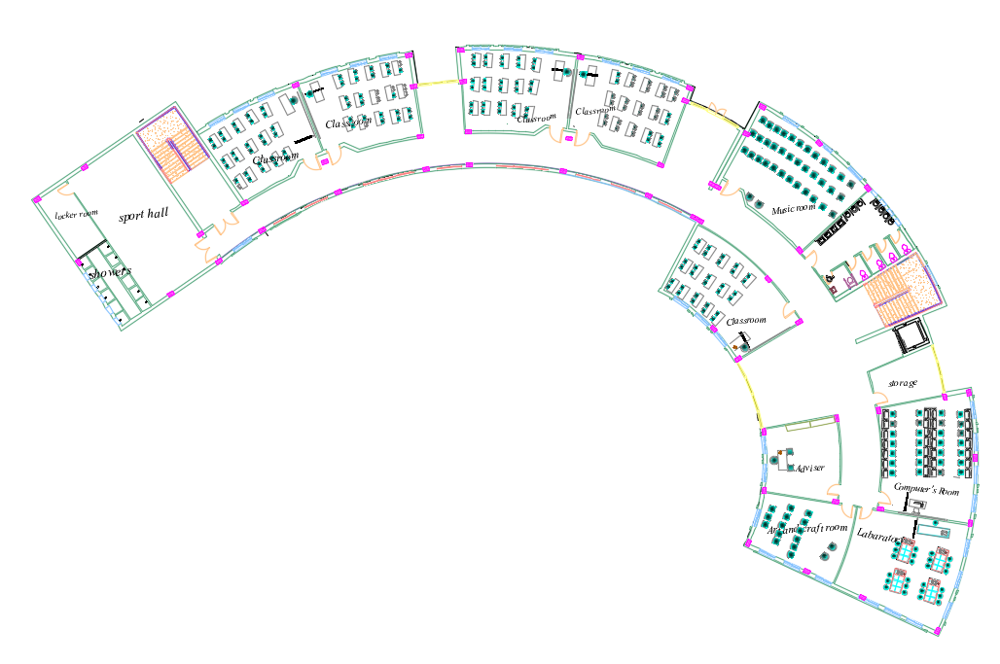 Classroom
Classroom
Classroom
Classroom
locker room
sport hall
showers
Music room
Classroom
storage
Adviser
Computer's Room
Art and craft room